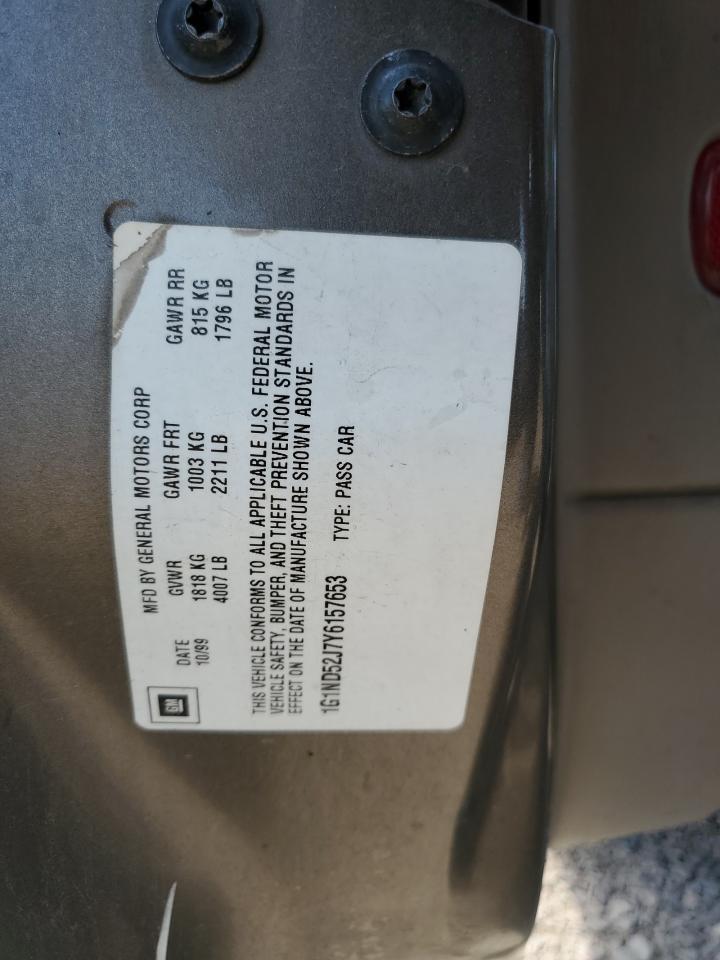 GM
MFD BY GENERAL MOTORS CORP
DATE GVWR GAWR FRT GAWR RR
10/99 1818 KG 1003 KG 815 KG
4007 LB 2211 LB 1796 LB
THIS VEHICLE CONFORMS TO ALL APPLICABLE U.S. FEDERAL MOTOR
VEHICLE SAFETY, BUMPER, AND THEFT PREVENTION STANDARDS IN
EFFECT ON THE DATE OF MANUFACTURE SHOWN ABOVE.
1G1ND52J7Y6157653 TYPE: PASS CAR